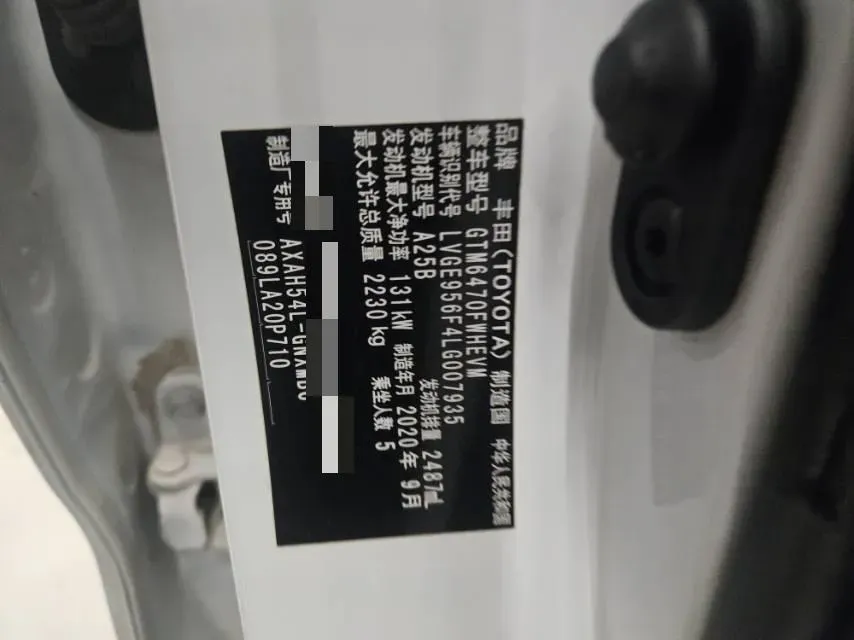 品牌 丰田(TOYOTA) 制造国 中华人民共和国
整车型号 GTM6470FWHEVM
车辆识别代号 LVGE956F4LG007935
发动机型号 A25B 发动机排量 2487mL
发动机最大净功率 131kW 制造年月 2020年 9月
最大允许总质量 2230kg 乘坐人数 5
制造厂专用号 AXAH54L-GNXMBC
089LA20P710